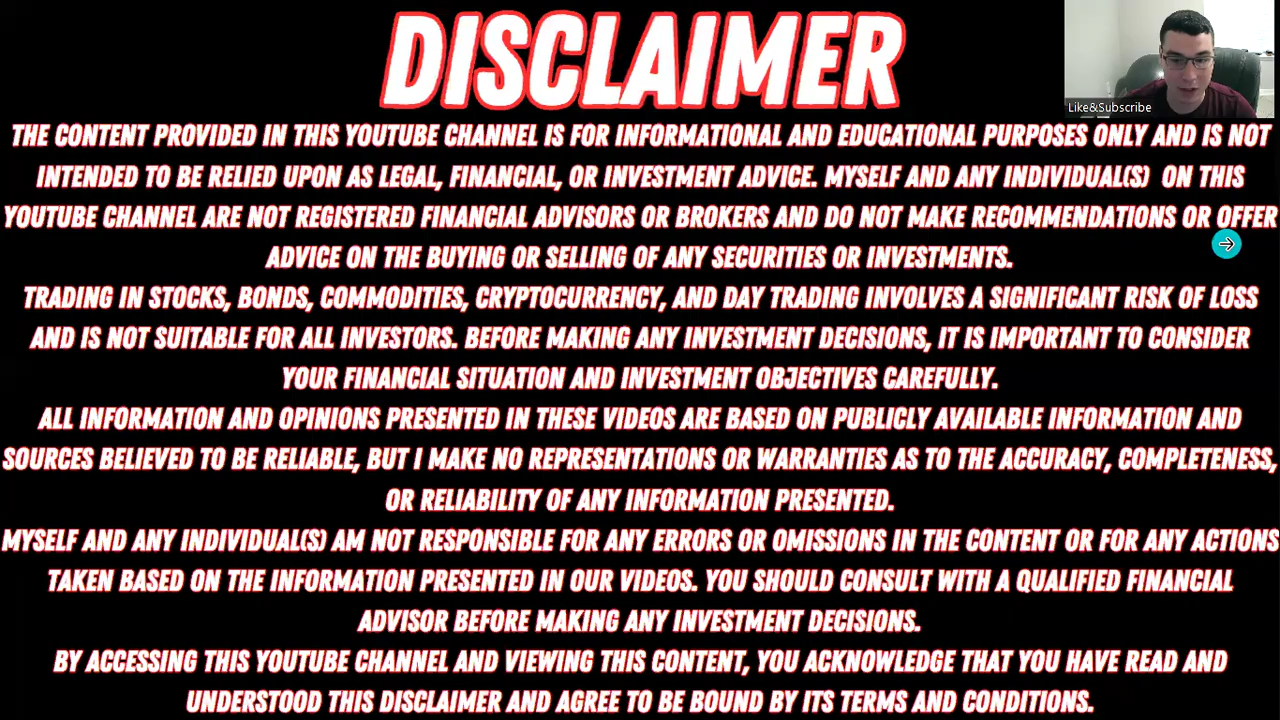 DISCLAIMER
Like&Subscribe
THE CONTENT PROVIDED IN THIS YOUTUBE CHANNEL IS FOR INFORMATIONAL AND EDUCATIONAL PURPOSES ONLY AND IS NOT
INTENDED TO BE RELIED UPON AS LEGAL, FINANCIAL, OR INVESTMENT ADVICE. MYSELF AND ANY INDIVIDUAL(S) ON THIS
YOUTUBE CHANNEL ARE NOT REGISTERED FINANCIAL ADVISORS OR BROKERS AND DO NOT MAKE RECOMMENDATIONS OR OFFER
ADVICE ON THE BUYING OR SELLING OF ANY SECURITIES OR INVESTMENTS.
TRADING IN STOCKS, BONDS, COMMODITIES, CRYPTOCURRENCY, AND DAY TRADING INVOLVES A SIGNIFICANT RISK OF LOSS
AND IS NOT SUITABLE FOR ALL INVESTORS. BEFORE MAKING ANY INVESTMENT DECISIONS, IT IS IMPORTANT TO CONSIDER
YOUR FINANCIAL SITUATION AND INVESTMENT OBJECTIVES CAREFULLY.
ALL INFORMATION AND OPINIONS PRESENTED IN THESE VIDEOS ARE BASED ON PUBLICLY AVAILABLE INFORMATION AND
SOURCES BELIEVED TO BE RELIABLE, BUT I MAKE NO REPRESENTATIONS OR WARRANTIES AS TO THE ACCURACY, COMPLETENESS,
OR RELIABILITY OF ANY INFORMATION PRESENTED.
MYSELF AND ANY INDIVIDUAL(S) AM NOT RESPONSIBLE FOR ANY ERRORS OR OMISSIONS IN THE CONTENT OR FOR ANY ACTIONS
TAKEN BASED ON THE INFORMATION PRESENTED IN OUR VIDEOS. YOU SHOULD CONSULT WITH A QUALIFIED FINANCIAL
ADVISOR BEFORE MAKING ANY INVESTMENT DECISIONS.
BY ACCESSING THIS YOUTUBE CHANNEL AND VIEWING THIS CONTENT, YOU ACKNOWLEDGE THAT YOU HAVE READ AND
UNDERSTOOD THIS DISCLAIMER AND AGREE TO BE BOUND BY ITS TERMS AND CONDITIONS.